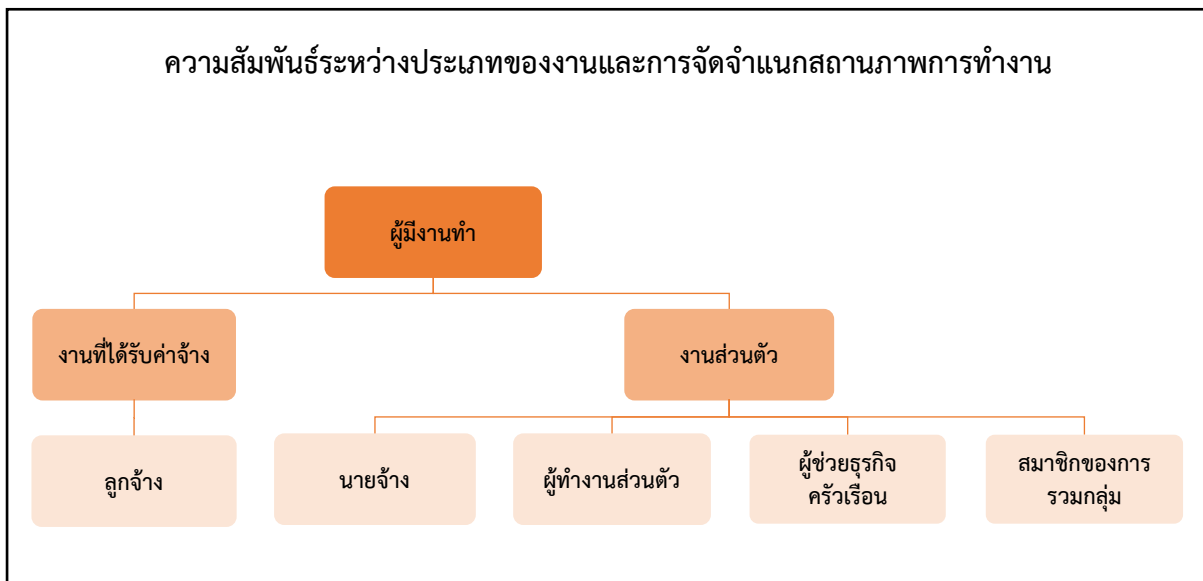 ความสัมพันธ์ระหว่างประเภทของงานและการจัดจำแนกสถานภาพการทำงาน
ผู้มีงานทำ
งานที่ได้รับค่าจ้าง
งานส่วนตัว
ลูกจ้าง
นายจ้าง
ผู้ทำงานส่วนตัว
ผู้ช่วยธุรกิจ
ครัวเรือน
สมาชิกของการ
รวมกลุ่ม